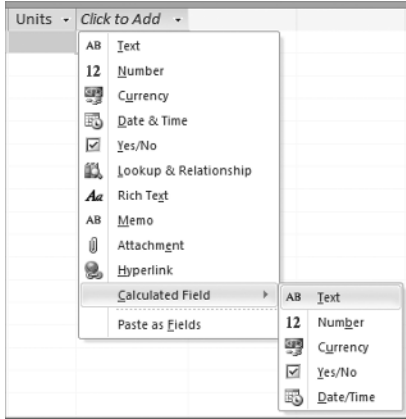 Units Click to Add
AB Text
12 Number
Currency
Date & Time
Yes/No
Lookup & Relationship
Aa Rich Text
AB Memo
Attachment
Hyperlink
Calculated Field
Paste as Fields
AB Text
12 Number
Currency
Yes/No
Date/Time